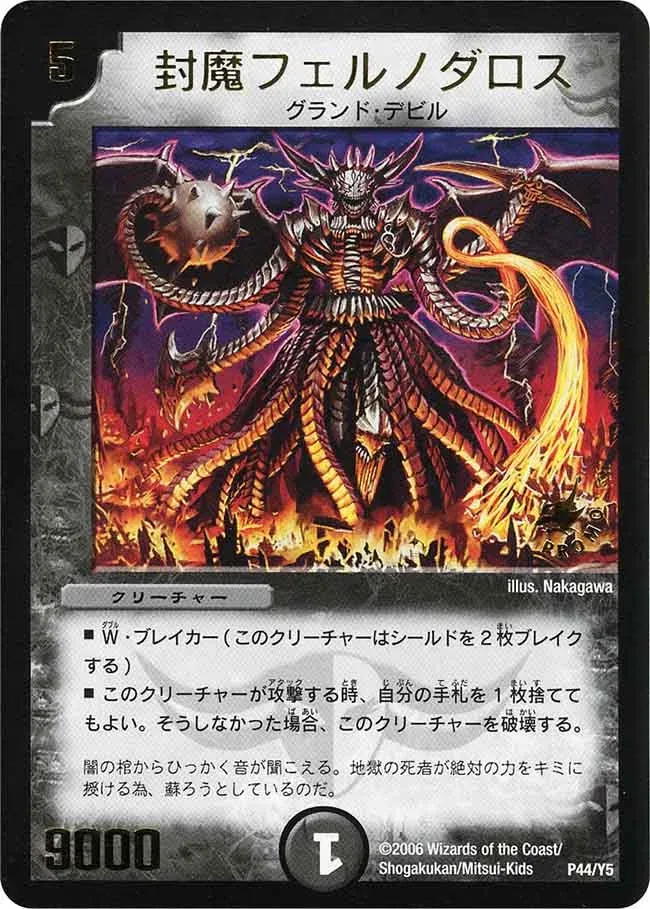 5
封魔フェルノダロス
グランド・デビル
PROMO
illus. Nakagawa
クリーチャー
■ W・ブレイカー(このクリーチャーはシールドを2枚ブレイク
する)
■ このクリーチャーが攻撃する時、自分の手札を1枚捨てて
もよい。そうしなかった場合、このクリーチャーを破壊する。
闇の棺からひっかく音が聞こえる。地獄の死者が絶対の力をキミに
授ける為、蘇ろうとしているのだ。
9000
1
©2006 Wizards of the Coast/
Shogakukan/Mitsui-Kids
P44/Y5